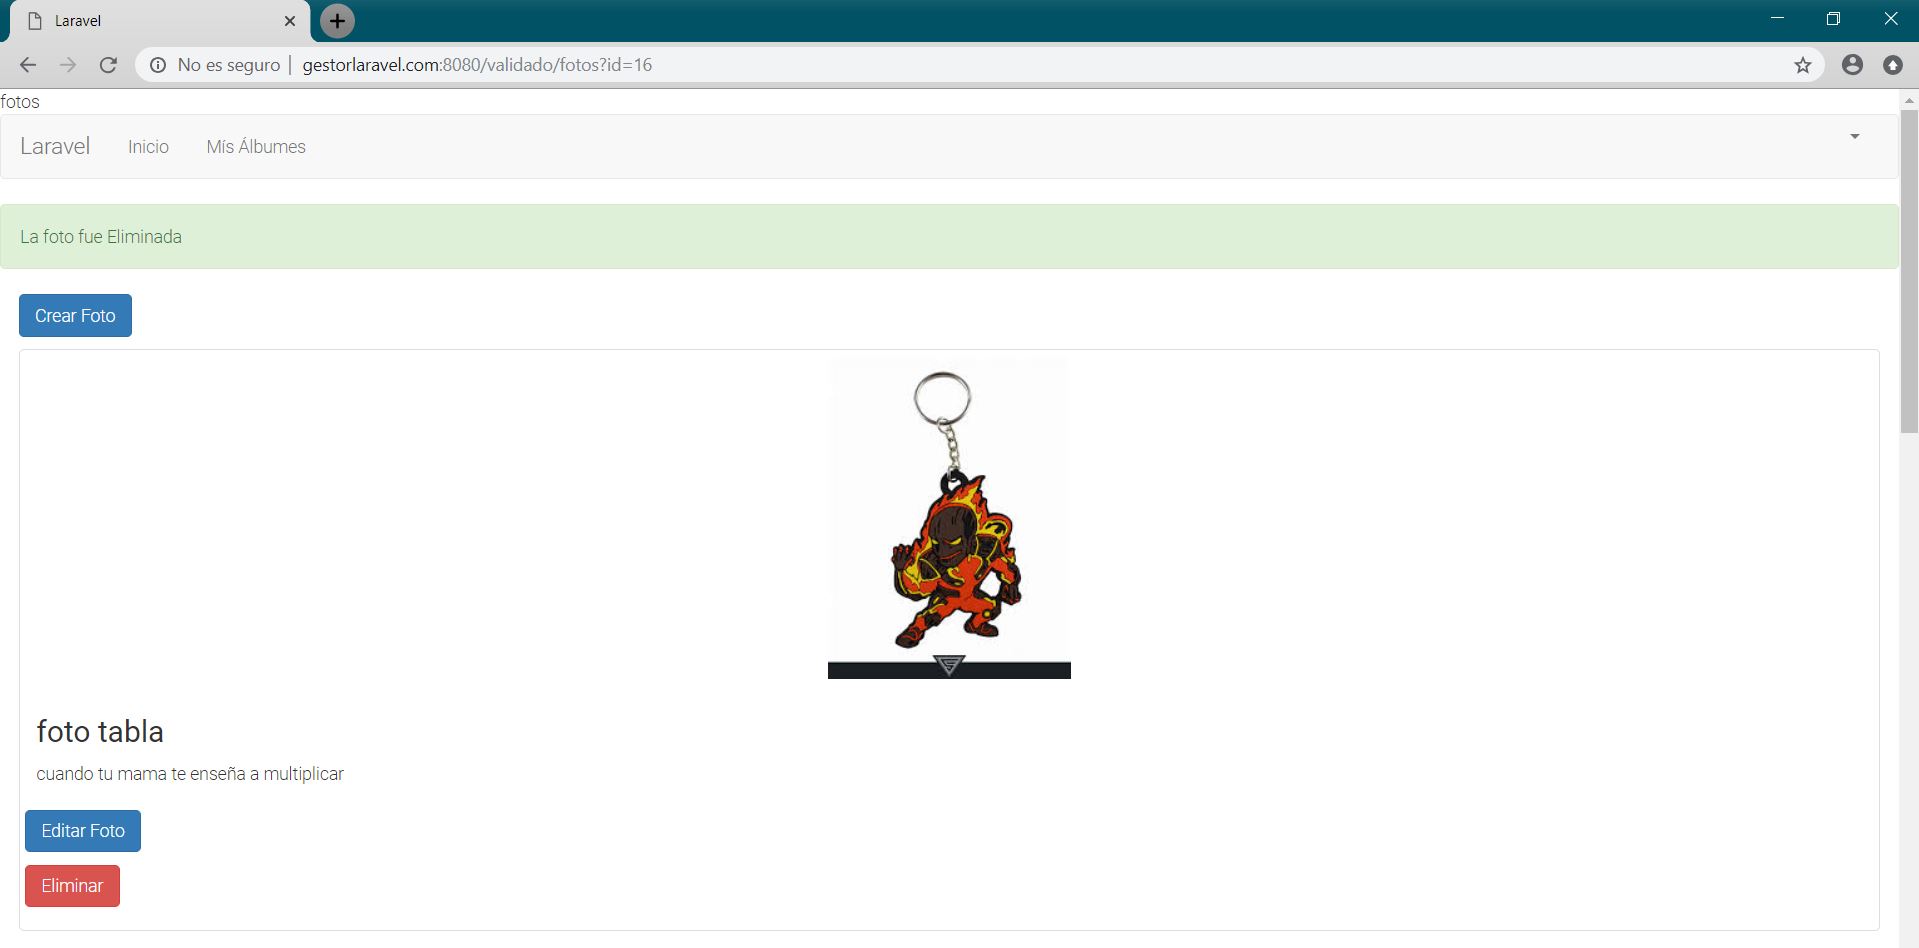 Laravel
No es seguro | gestorlaravel.com:8080/validado/fotos?id=16
fotos
Laravel Inicio Mís Álbumes
La foto fue Eliminada
Crear Foto
foto tabla
cuando tu mama te enseña a multiplicar
Editar Foto
Eliminar